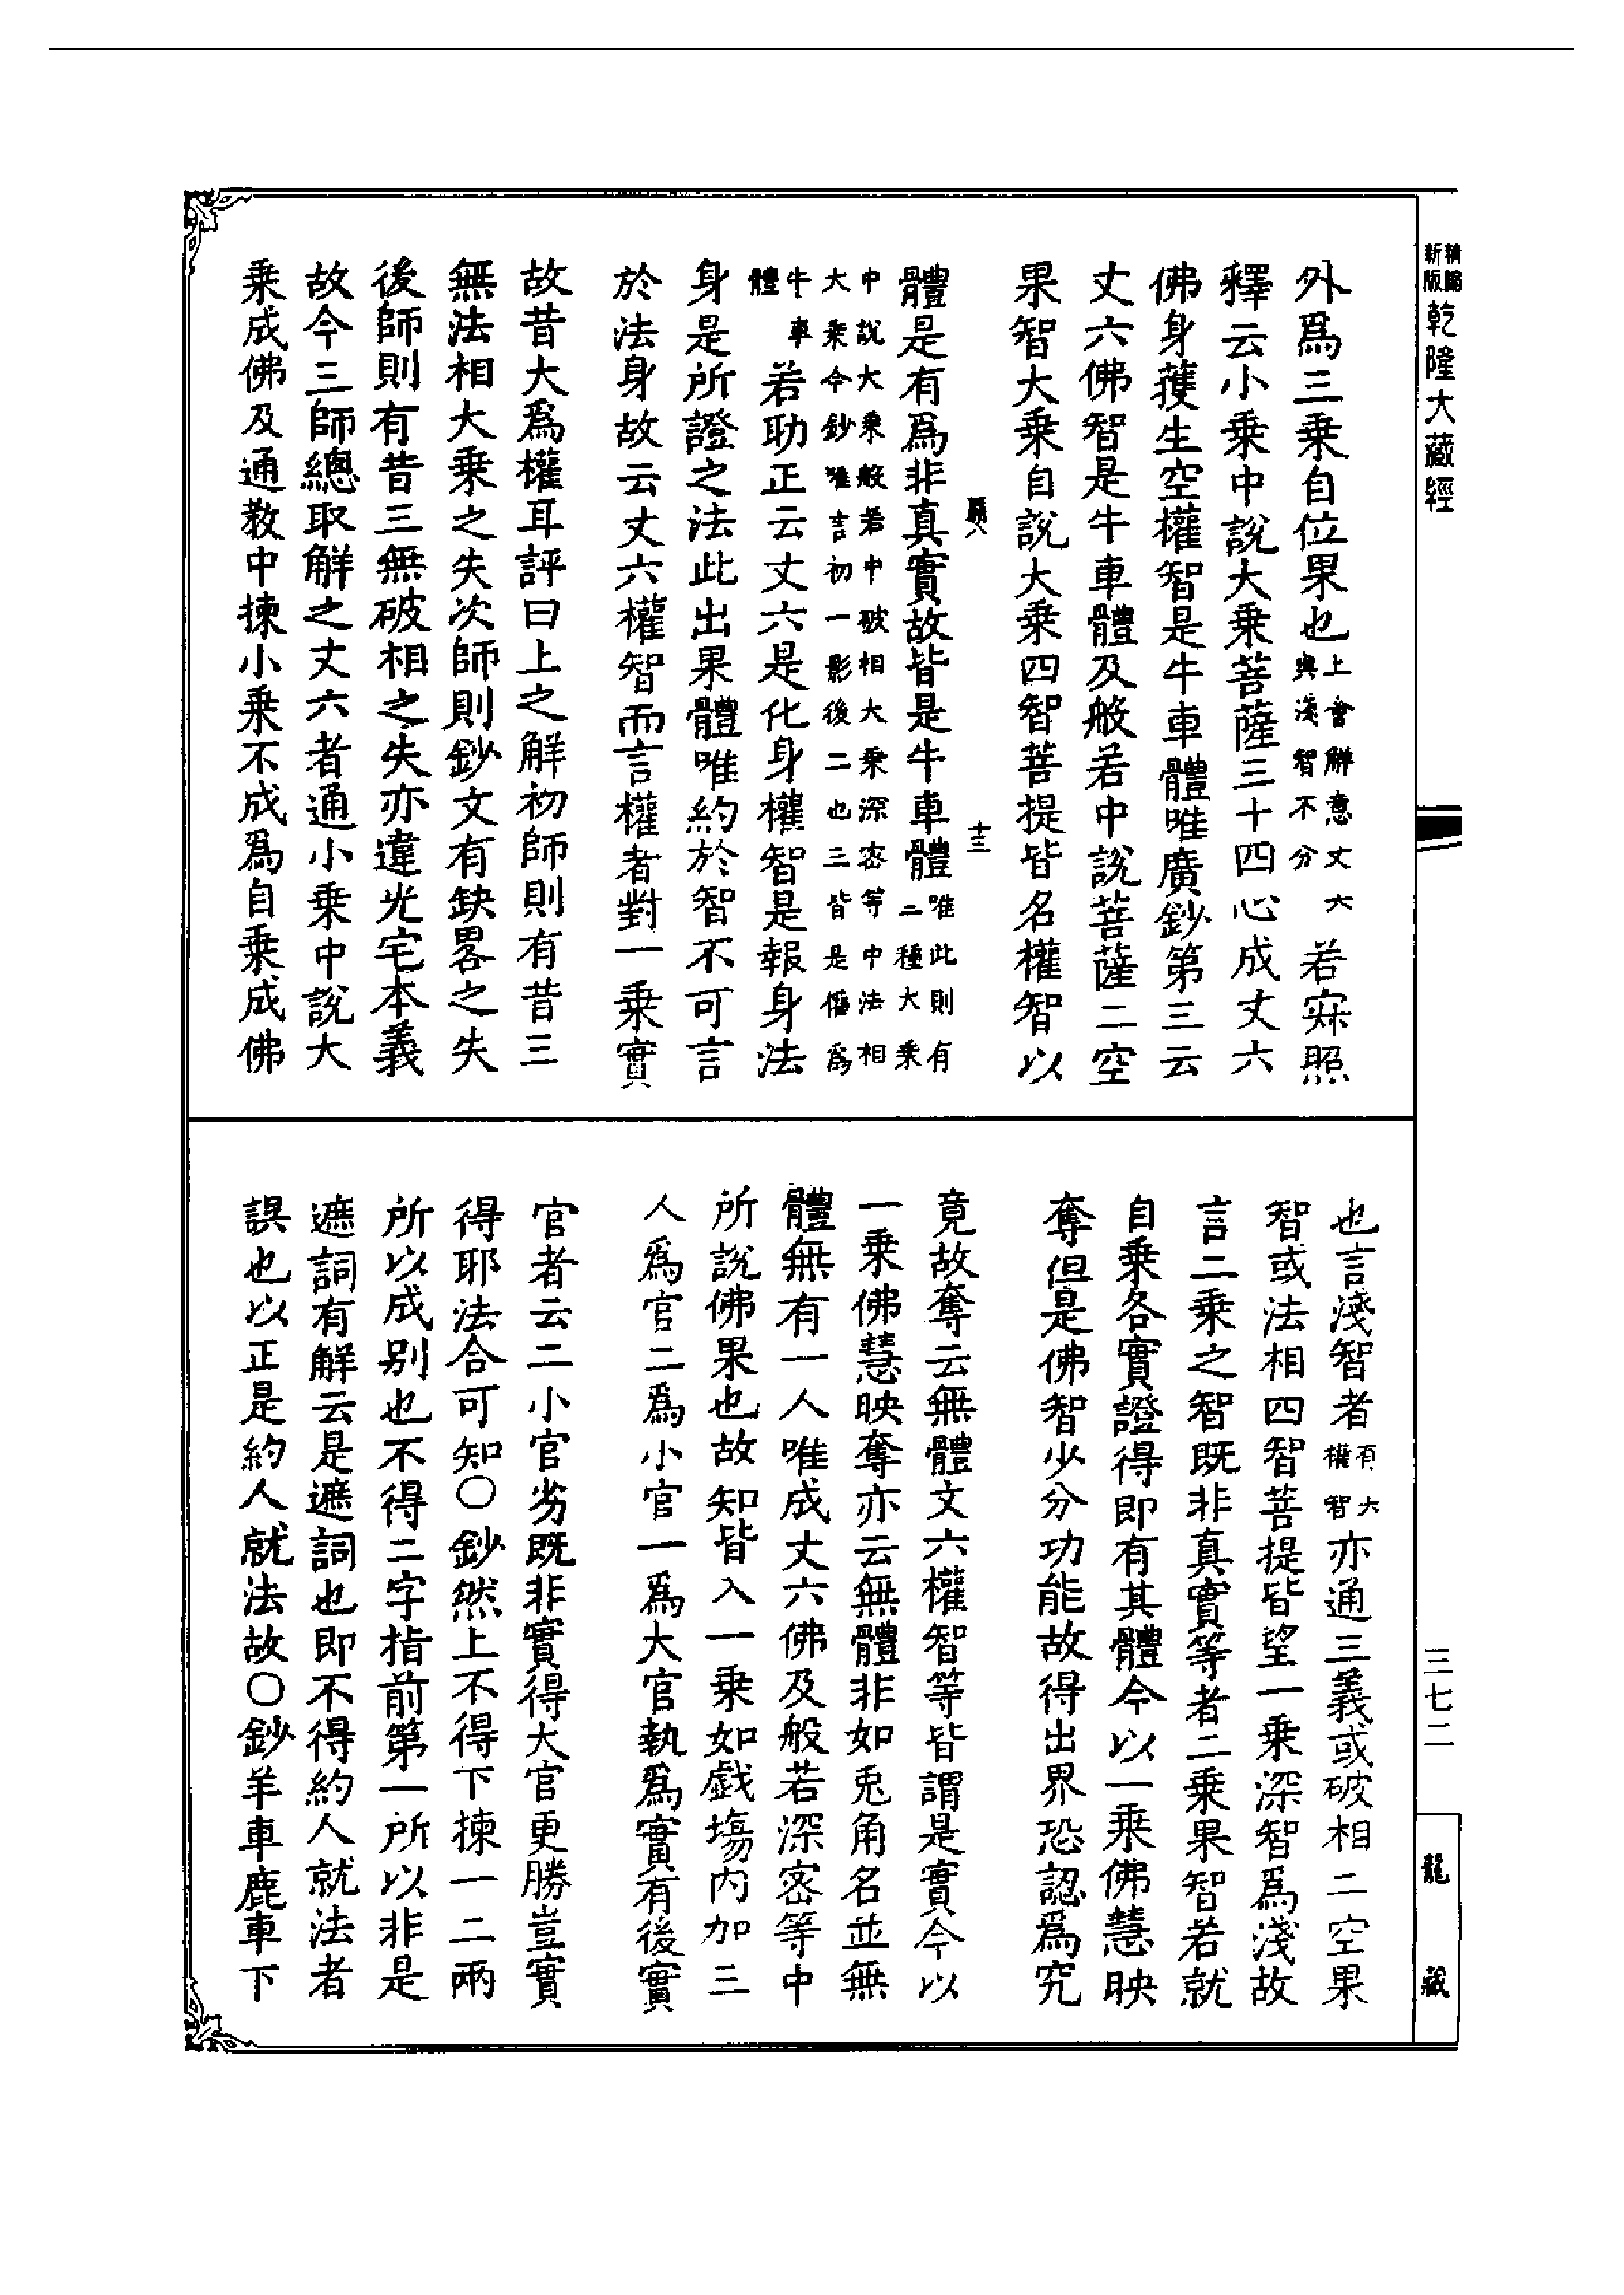 新版精縮乾隆大藏經
外爲三乘自位果也上會解意丈六與淺智不分若寀照
釋云小乘中說大乘菩薩三十四心成丈六
佛身蓰生空權智是牛車體唯廣鈔第三云
丈六佛智是牛車體及般若中說菩薩二空
果智大乘自說大乘四智菩提皆名權智以
十三
體是有爲非真實故皆是牛車體唯此則有二種大乘
中說大乘般若中破相大乘深密等中法相
大乘今鈔唯言初一影後二也三皆是舊爲
牛車體若助正云丈六是化身權智是報身法
身是所證之法此出果體唯約於智不可言
於法身故云丈六權智而言權者對一乘實
故昔大爲權耳評曰上之解初師則有昔三
無法相大乘之失次師則鈔文有缺畧之失
後師則有昔三無破相之失亦違光宅本義
故今三師總取解之丈六者通小乘中說大
乘成佛及通教中揀小乘不成爲自乘成佛
也言淺智者有大權智亦通三義或破相二空果
智或法相四智菩提皆望一乘深智爲淺故
言二乘之智既非真實等者二乘果智若就
自乘各實證得即有其體今以一乘佛慧映
奪但是佛智少分功能故得出界恐認爲究
竟故奪云無體文六權智等皆謂是實今以
一乘佛慧映奪亦云無體非如兎角名並無
體無有一人唯成丈六佛及般若深密等中
所說佛果也故知皆入一乘如戱塲内加三
人爲官二爲小官一爲大官執爲實有後實
官者云二小官劣既非實得大官更勝豈實
得耶法合可知〇鈔然上不得下揀一二兩
所以成别也不得二字指前第一所以非是
遮詞有解云是遮詞也即不得約人就法者
誤也以正是約人就法故〇鈔羊車鹿車下
三七二
龍藏